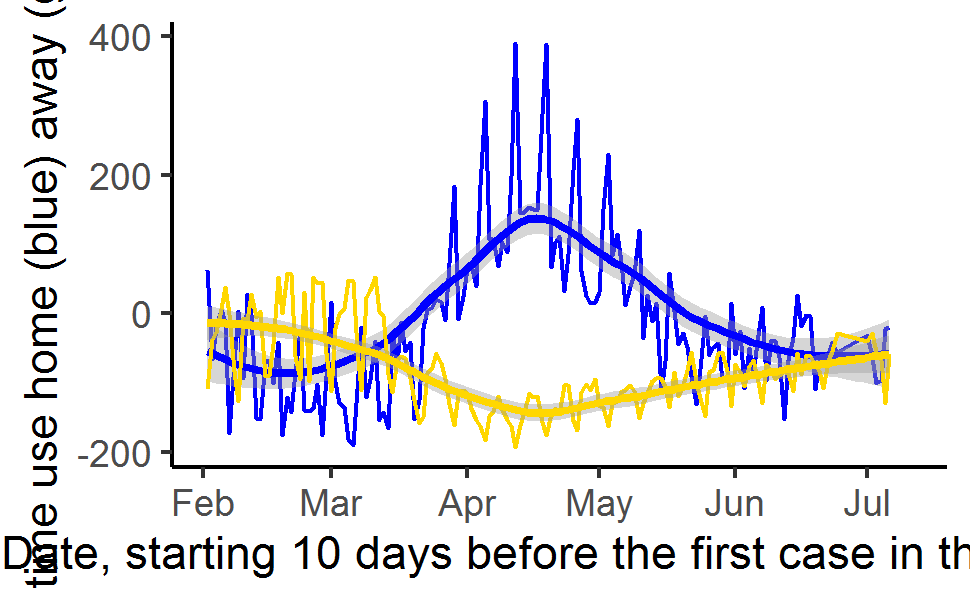 time use home (blue) away (
400
200
0
-200
Feb Mar Apr May Jun Jul
Date, starting 10 days before the first case in th